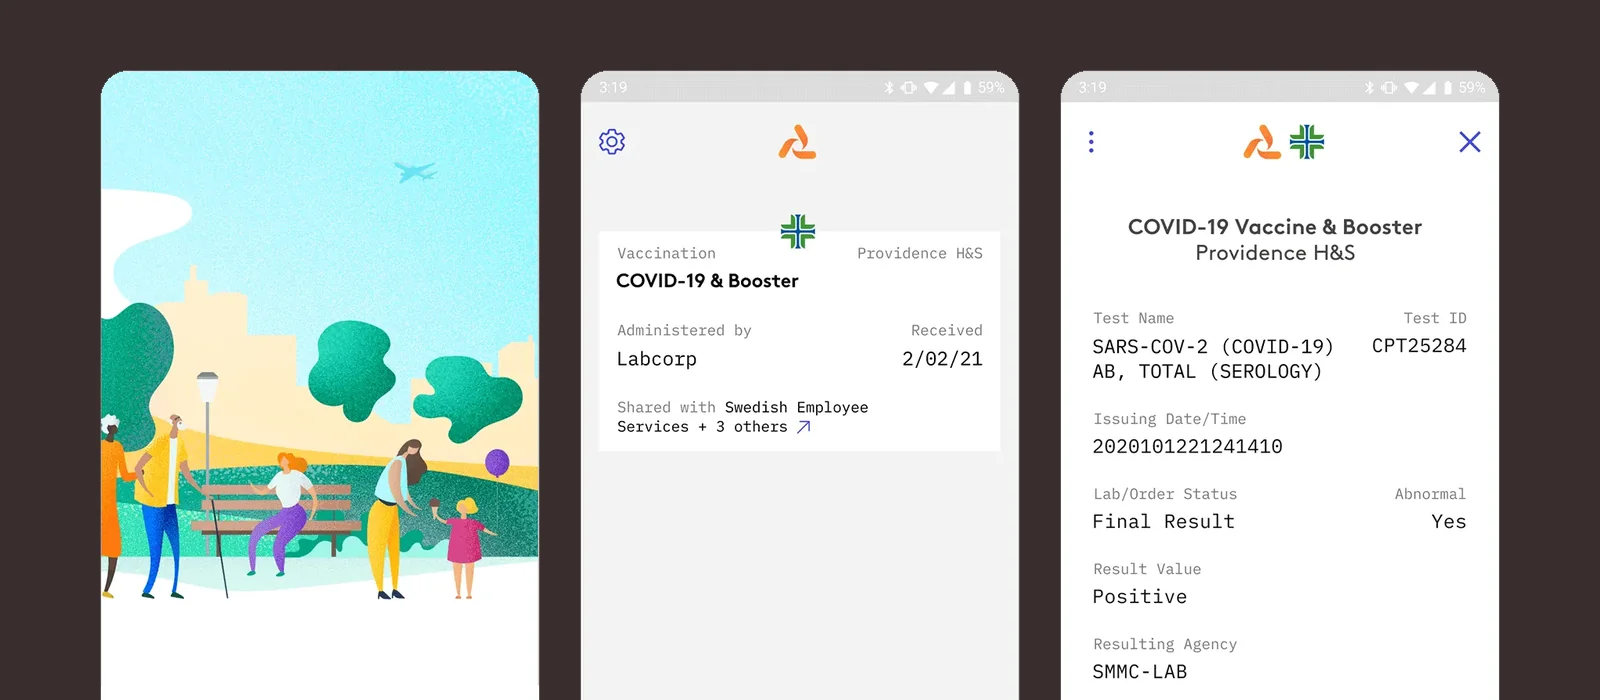 3:19
59%
Vaccination
Providence H&S
COVID-19 & Booster
Administered by
Received
Labcorp
2/02/21
Shared with Swedish Employee
Services + 3 others
3:19
59%
COVID-19 Vaccine & Booster
Providence H&S
Test Name
Test ID
SARS-COV-2 (COVID-19)
CPT25284
AB, TOTAL (SEROLOGY)
Issuing Date/Time
2020101221241410
Lab/Order Status
Abnormal
Final Result
Yes
Result Value
Positive
Resulting Agency
SMMC-LAB